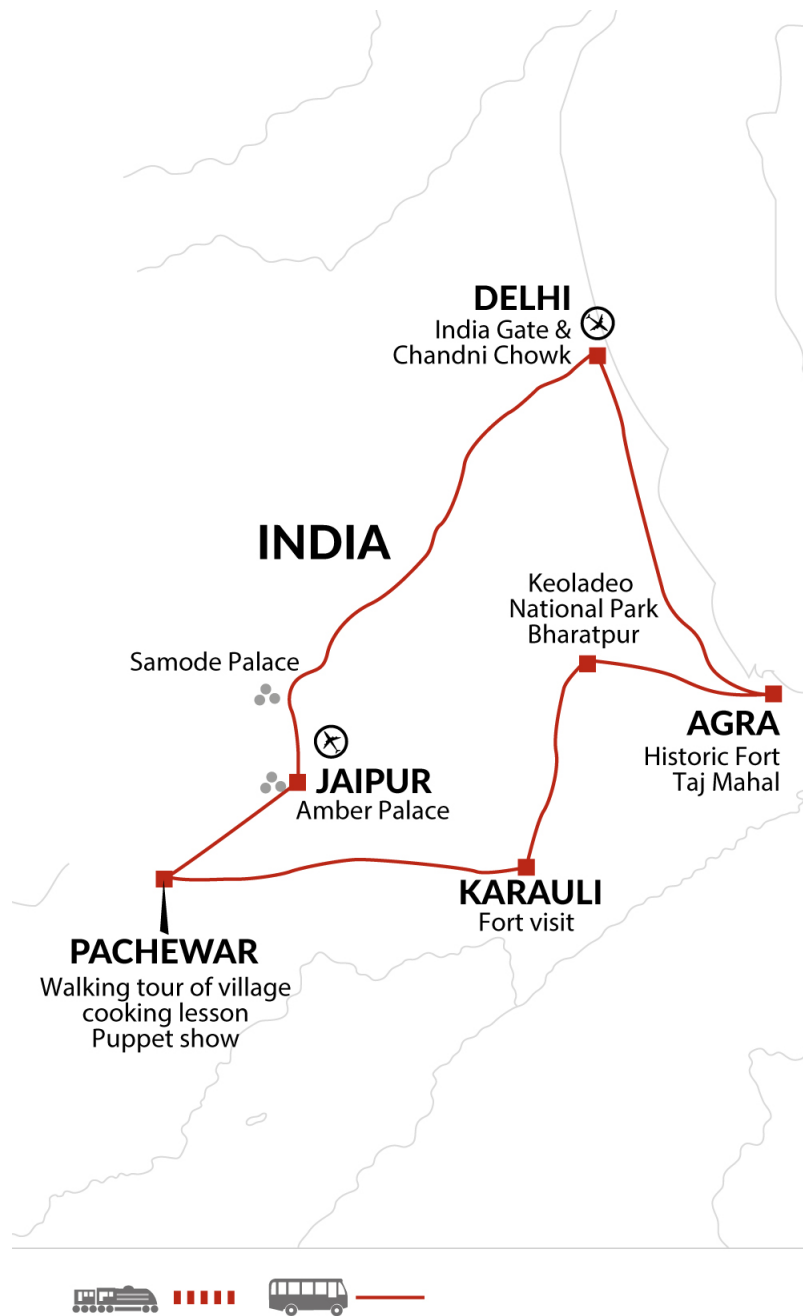 DELHI
India Gate &
Chandni Chowk
INDIA
Keoladeo
National Park
Bharatpur
Samode Palace
AGRA
Historic Fort
Taj Mahal
JAIPUR
Amber Palace
KARAULI
Fort visit
PACHEWAR
Walking tour of village
cooking lesson
Puppet show